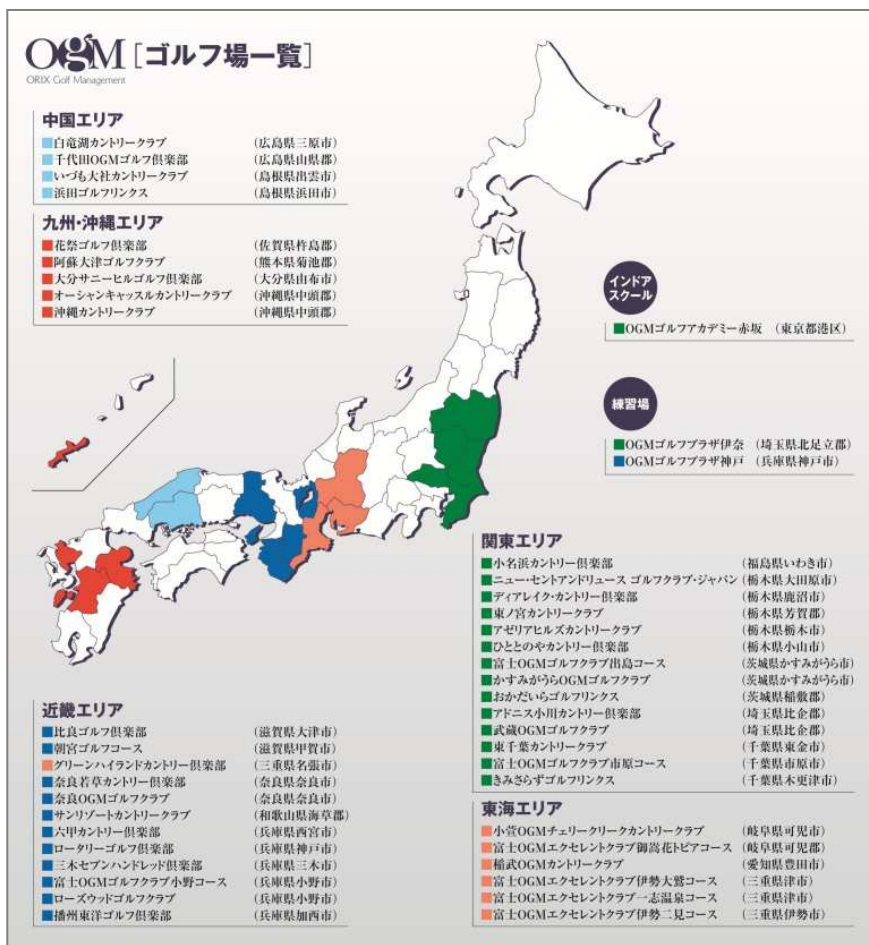 OGM [ゴルフ場一覧]
ORIX Golf Management
中国エリア
白竜湖カントリークラブ (広島県三原市)
千代田OGMゴルフ倶楽部 (広島県山県郡)
いづも大社カントリークラブ (島根県出雲市)
浜田ゴルフリンクス (島根県浜田市)
九州・沖縄エリア
花祭ゴルフ倶楽部 (佐賀県杵島郡)
阿蘇大津ゴルフクラブ (熊本県菊池郡)
大分サニーヒルゴルフ倶楽部 (大分県由布市)
オーシャンキャッスルカントリークラブ (沖縄県中頭郡)
沖縄カントリークラブ (沖縄県中頭郡)
インドア
スクール
OGMゴルフアカデミー赤坂 (東京都港区)
練習場
OGMゴルフプラザ伊奈 (埼玉県北足立郡)
OGMゴルフプラザ神戸 (兵庫県神戸市)
関東エリア
小名浜カントリー倶楽部 (福島県いわき市)
ニュー・セントアンドリュース ゴルフクラブ・ジャパン (栃木県大田原市)
ディアレイク・カントリー倶楽部 (栃木県鹿沼市)
東ノ宮カントリークラブ (栃木県芳賀郡)
アゼリアヒルズカントリークラブ (栃木県栃木市)
ひととのやカントリー倶楽部 (栃木県小山市)
富士OGMゴルフクラブ出島コース (茨城県かすみがうら市)
かすみがうらOGMゴルフクラブ (茨城県かすみがうら市)
おかだいらゴルフリンクス (茨城県稲敷郡)
アドニス小川カントリー倶楽部 (埼玉県比企郡)
武蔵OGMゴルフクラブ (埼玉県比企郡)
東千葉カントリークラブ (千葉県東金市)
富士OGMゴルフクラブ市原コース (千葉県市原市)
きみさらずゴルフリンクス (千葉県木更津市)
近畿エリア
比良ゴルフ倶楽部 (滋賀県大津市)
朝宮ゴルフコース (滋賀県甲賀市)
グリーンハイランドカントリー倶楽部 (三重県名張市)
奈良若草カントリー倶楽部 (奈良県奈良市)
奈良OGMゴルフクラブ (奈良県奈良市)
サンリゾートカントリークラブ (和歌山県海草郡)
六甲カントリー倶楽部 (兵庫県西宮市)
ロータリーゴルフ倶楽部 (兵庫県神戸市)
三木セブンハンドレッド倶楽部 (兵庫県三木市)
富士OGMゴルフクラブ小野コース (兵庫県小野市)
ローズウッドゴルフクラブ (兵庫県小野市)
播州東洋ゴルフ倶楽部 (兵庫県加西市)
東海エリア
小萱OGMチェリークリークカントリークラブ (岐阜県可児市)
富士OGMエクセレントクラブ御嵩花トピアコース (岐阜県可児郡)
稲武OGMカントリークラブ (愛知県豊田市)
富士OGMエクセレントクラブ伊勢大鷲コース (三重県津市)
富士OGMエクセレントクラブ一志温泉コース (三重県津市)
富士OGMエクセレントクラブ伊勢二見コース (三重県伊勢市)